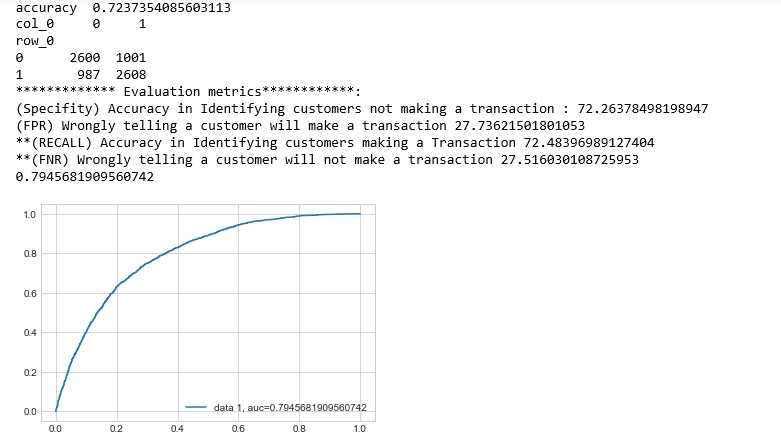 accuracy 0.7237354085603113
col_0 0 1
row_0
0 2600 1001
1 987 2608
************* Evaluation metrics************:
(Specifity) Accuracy in Identifying customers not making a transaction : 72.26378498198947
(FPR) Wrongly telling a customer will make a transaction 27.73621501801053
**(RECALL) Accuracy in Identifying customers making a Transaction 72.48396989127404
**(FNR) Wrongly telling a customer will not make a transaction 27.516030108725953
0.7945681909560742
1.0
0.8
0.6
0.4
0.2
0.0
data 1, auc=0.7945681909560742
0.0 0.2 0.4 0.6 0.8 1.0